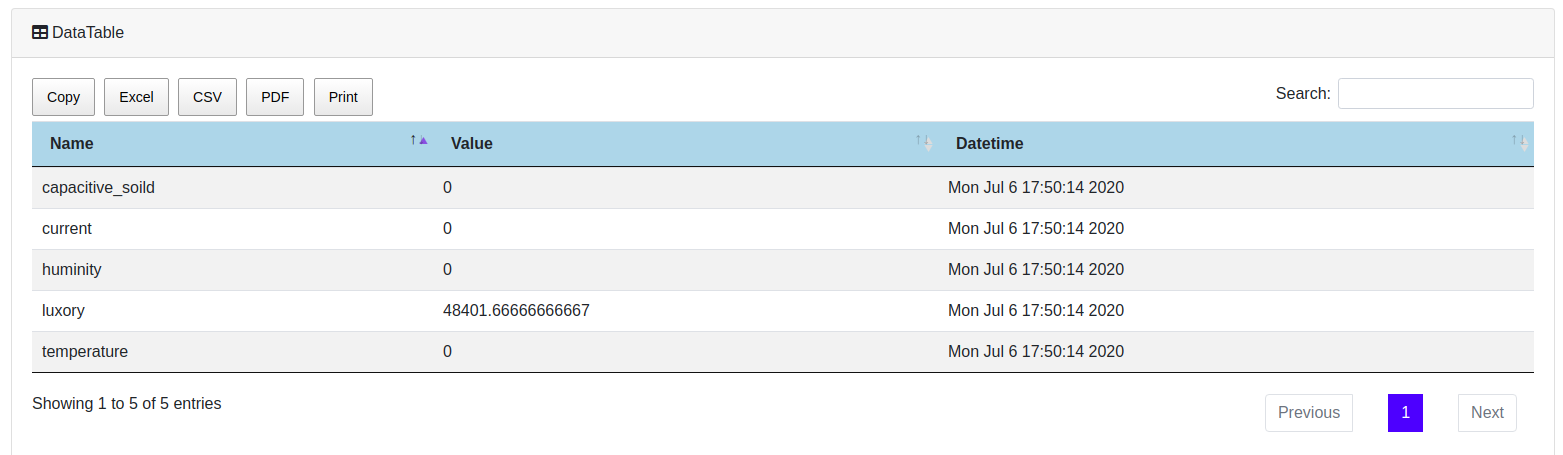 DataTable
Copy Excel CSV PDF Print Search:
Name Value Datetime
capacitive_soild 0 Mon Jul 6 17:50:14 2020
current 0 Mon Jul 6 17:50:14 2020
huminity 0 Mon Jul 6 17:50:14 2020
luxory 48401.66666666667 Mon Jul 6 17:50:14 2020
temperature 0 Mon Jul 6 17:50:14 2020
Showing 1 to 5 of 5 entries Previous 1 Next